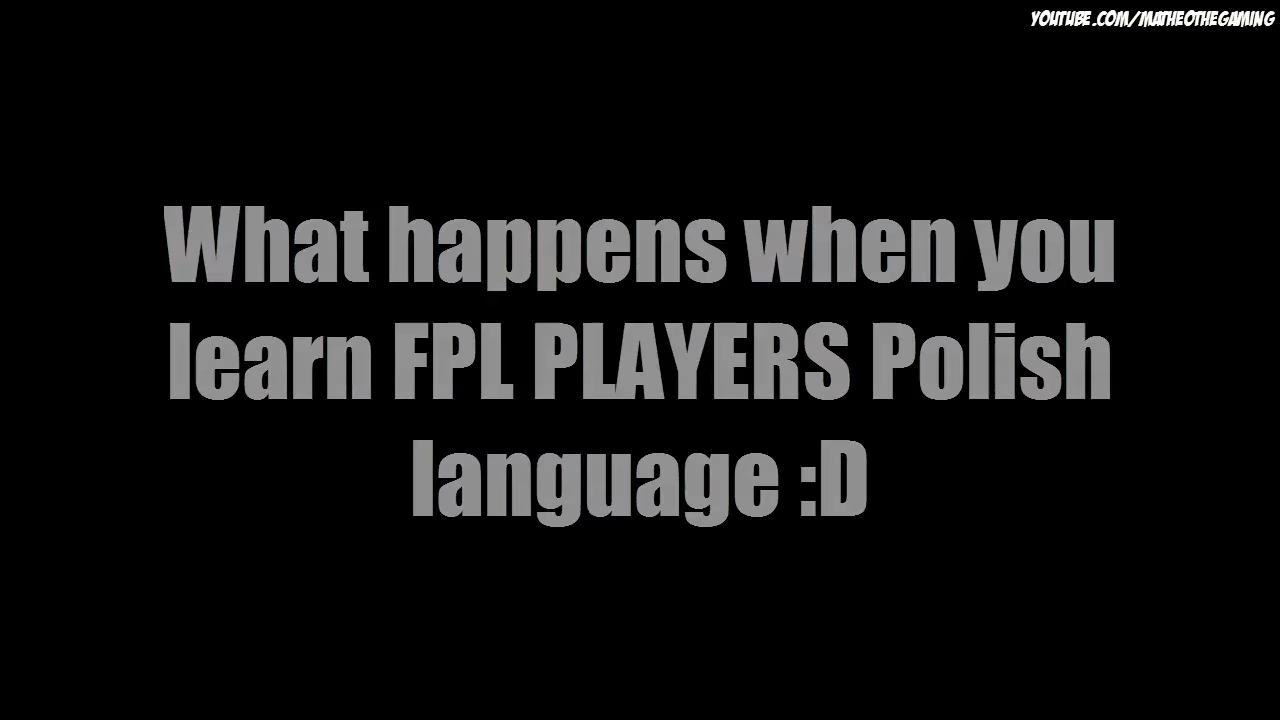 YOUTUBE.COM/MATHEOTHEGAMING
What happens when you
learn FPL PLAYERS Polish
language :D